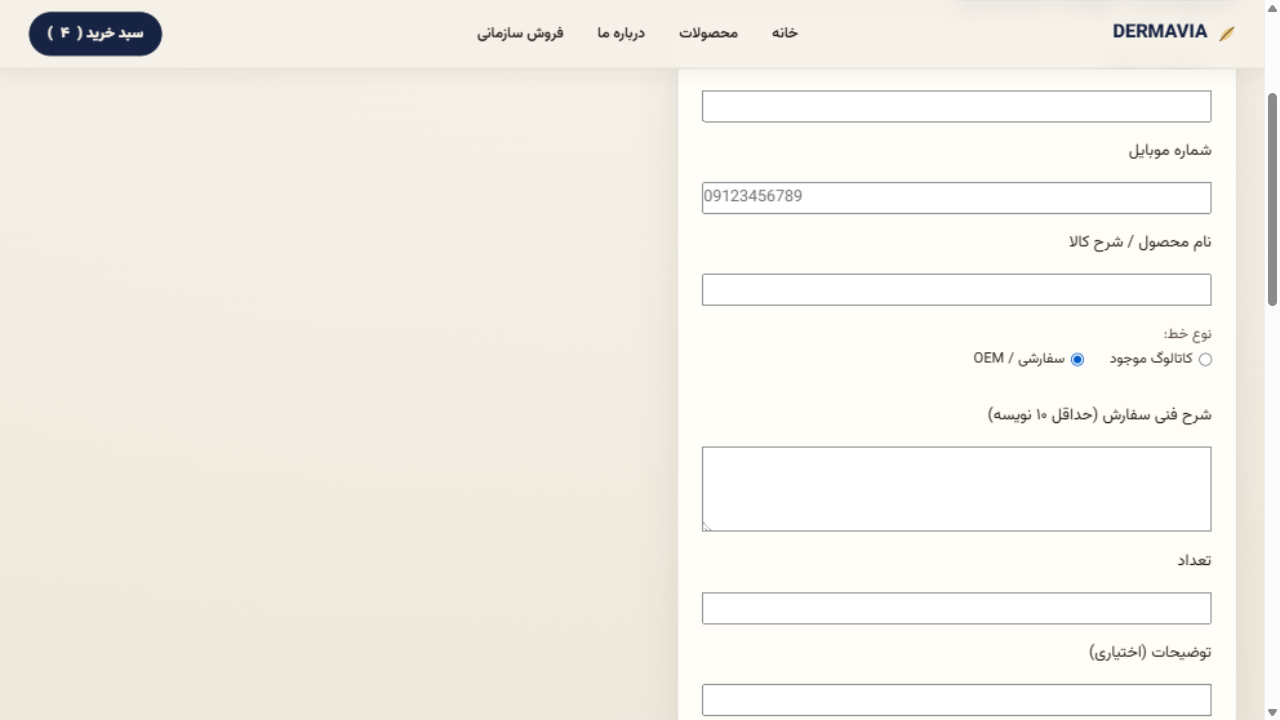 DERMAVIA
خانه
محصولات
درباره ما
فروش سازمانی
سبد خرید ( ۴ )
شماره موبایل
09123456789
نام محصول / شرح کالا
نوع خط:
کاتالوگ موجود
سفارشی / OEM
شرح فنی سفارش (حداقل ۱۰ نویسه)
تعداد
توضیحات (اختیاری)